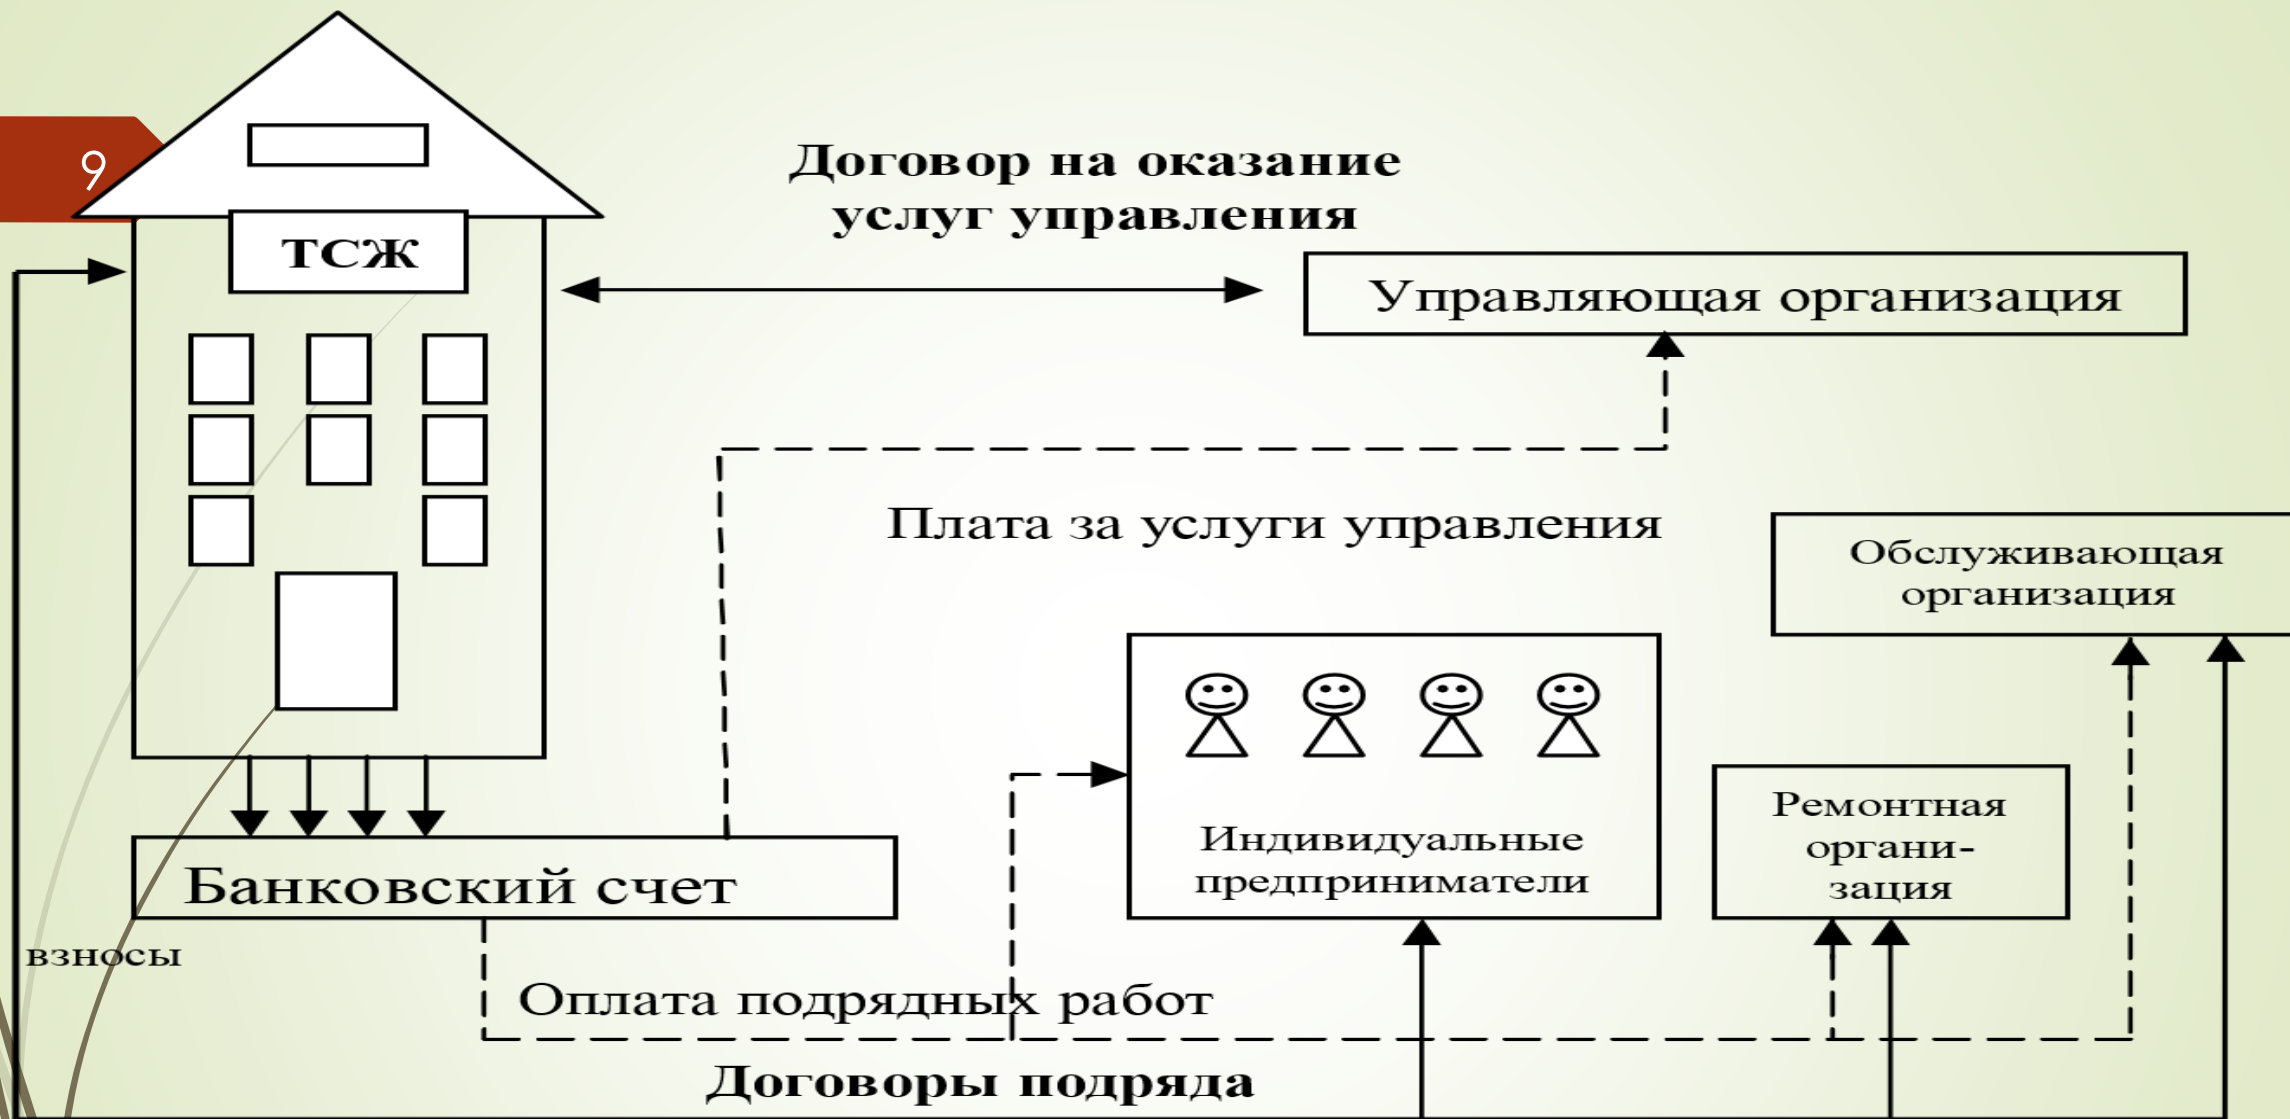 9
Договор на оказание
услуг управления
ТСЖ
Управляющая организация
Плата за услуги управления
Обслуживающая
организация
Индивидуальные
предприниматели
Ремонтная
органи-
зация
Банковский счет
взносы
Оплата подрядных работ
Договоры подряда